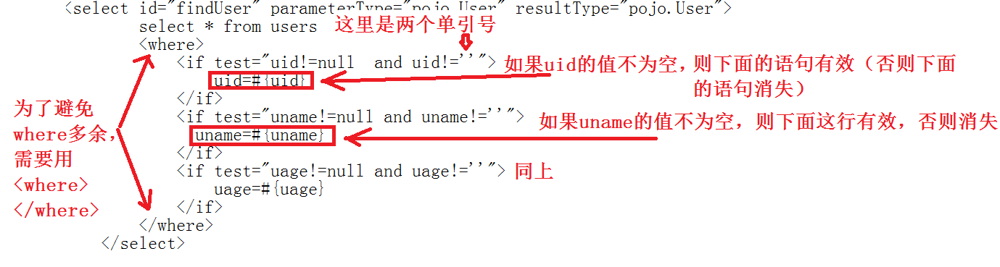 <select id="findUser" parameterType="pojo.User" resultType="pojo.User">
select * from users 这里是两个单引号
<where>
<if test="uid!=null  and uid!=''"> 如果uid的值不为空，则下面的语句有效（否则下面
uid=#{uid} 的语句消失）
</if>
为了避免
<if test="uname!=null and uname!=''"> 如果uname的值不为空，则下面这行有效，否则消失
where多余，
uname=#{uname}
</if>
需要用
<if test="uage!=null and uage!=''"> 同上
<where>
uage=#{uage}
</if>
</where>
</where>
</select>